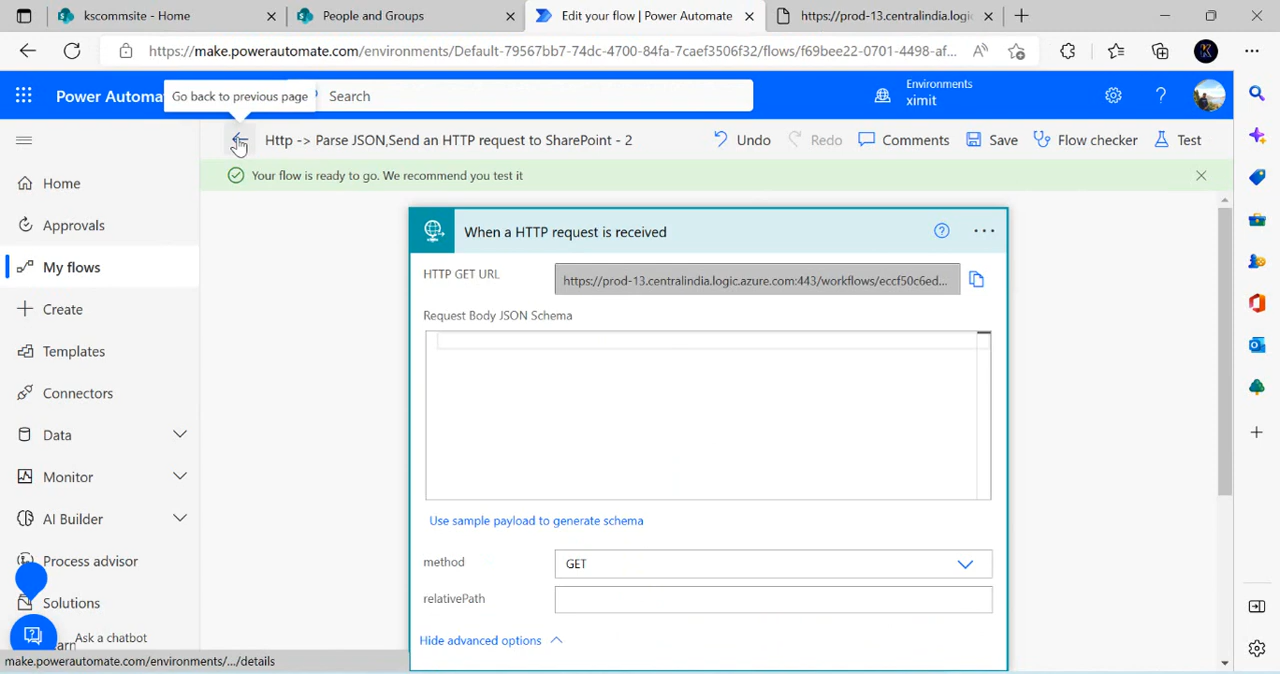 kscommsite - Home
People and Groups
Edit your flow | Power Automate
https://prod-13.centralindia.logic
https://make.powerautomate.com/environments/Default-79567bb7-74dc-4700-84fa-7caef3506f32/flows/f69bee22-0701-4498-af...
Power Automa
Go back to previous page
Search
Environments
ximit
Http -> Parse JSON,Send an HTTP request to SharePoint - 2
Undo
Redo
Comments
Save
Flow checker
Test
Your flow is ready to go. We recommend you test it
Home
Approvals
My flows
Create
Templates
Connectors
Data
Monitor
AI Builder
Process advisor
Solutions
Ask a chatbot
make.powerautomate.com/environments/.../details
When a HTTP request is received
HTTP GET URL
https://prod-13.centralindia.logic.azure.com:443/workflows/eccf50c6ed...
Request Body JSON Schema
Use sample payload to generate schema
method
GET
relativePath
Hide advanced options